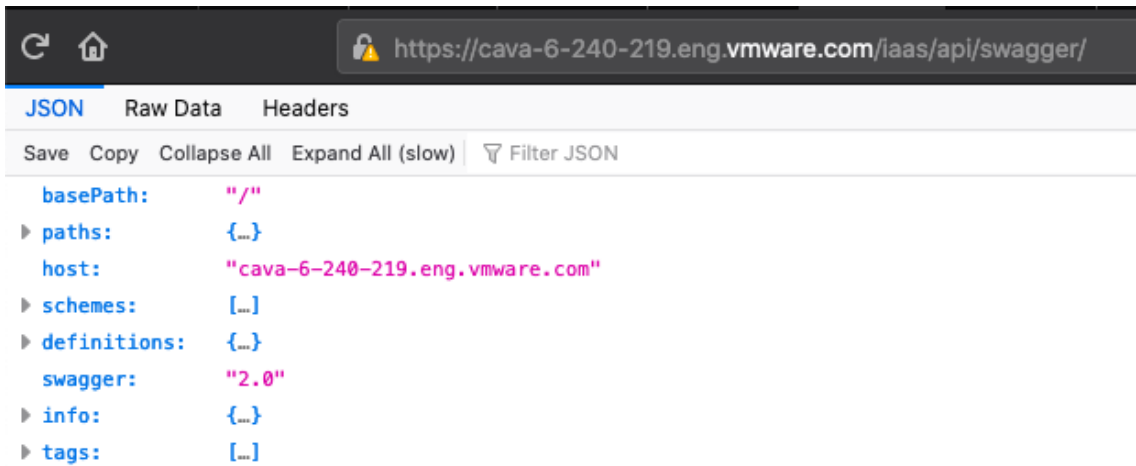 https://cava-6-240-219.eng.vmware.com/iaas/api/swagger/
JSON Raw Data Headers
Save Copy Collapse All Expand All (slow) Filter JSON
basePath: "/"
paths: {…}
host: "cava-6-240-219.eng.vmware.com"
schemes: […]
definitions: {…}
swagger: "2.0"
info: {…}
tags: […]